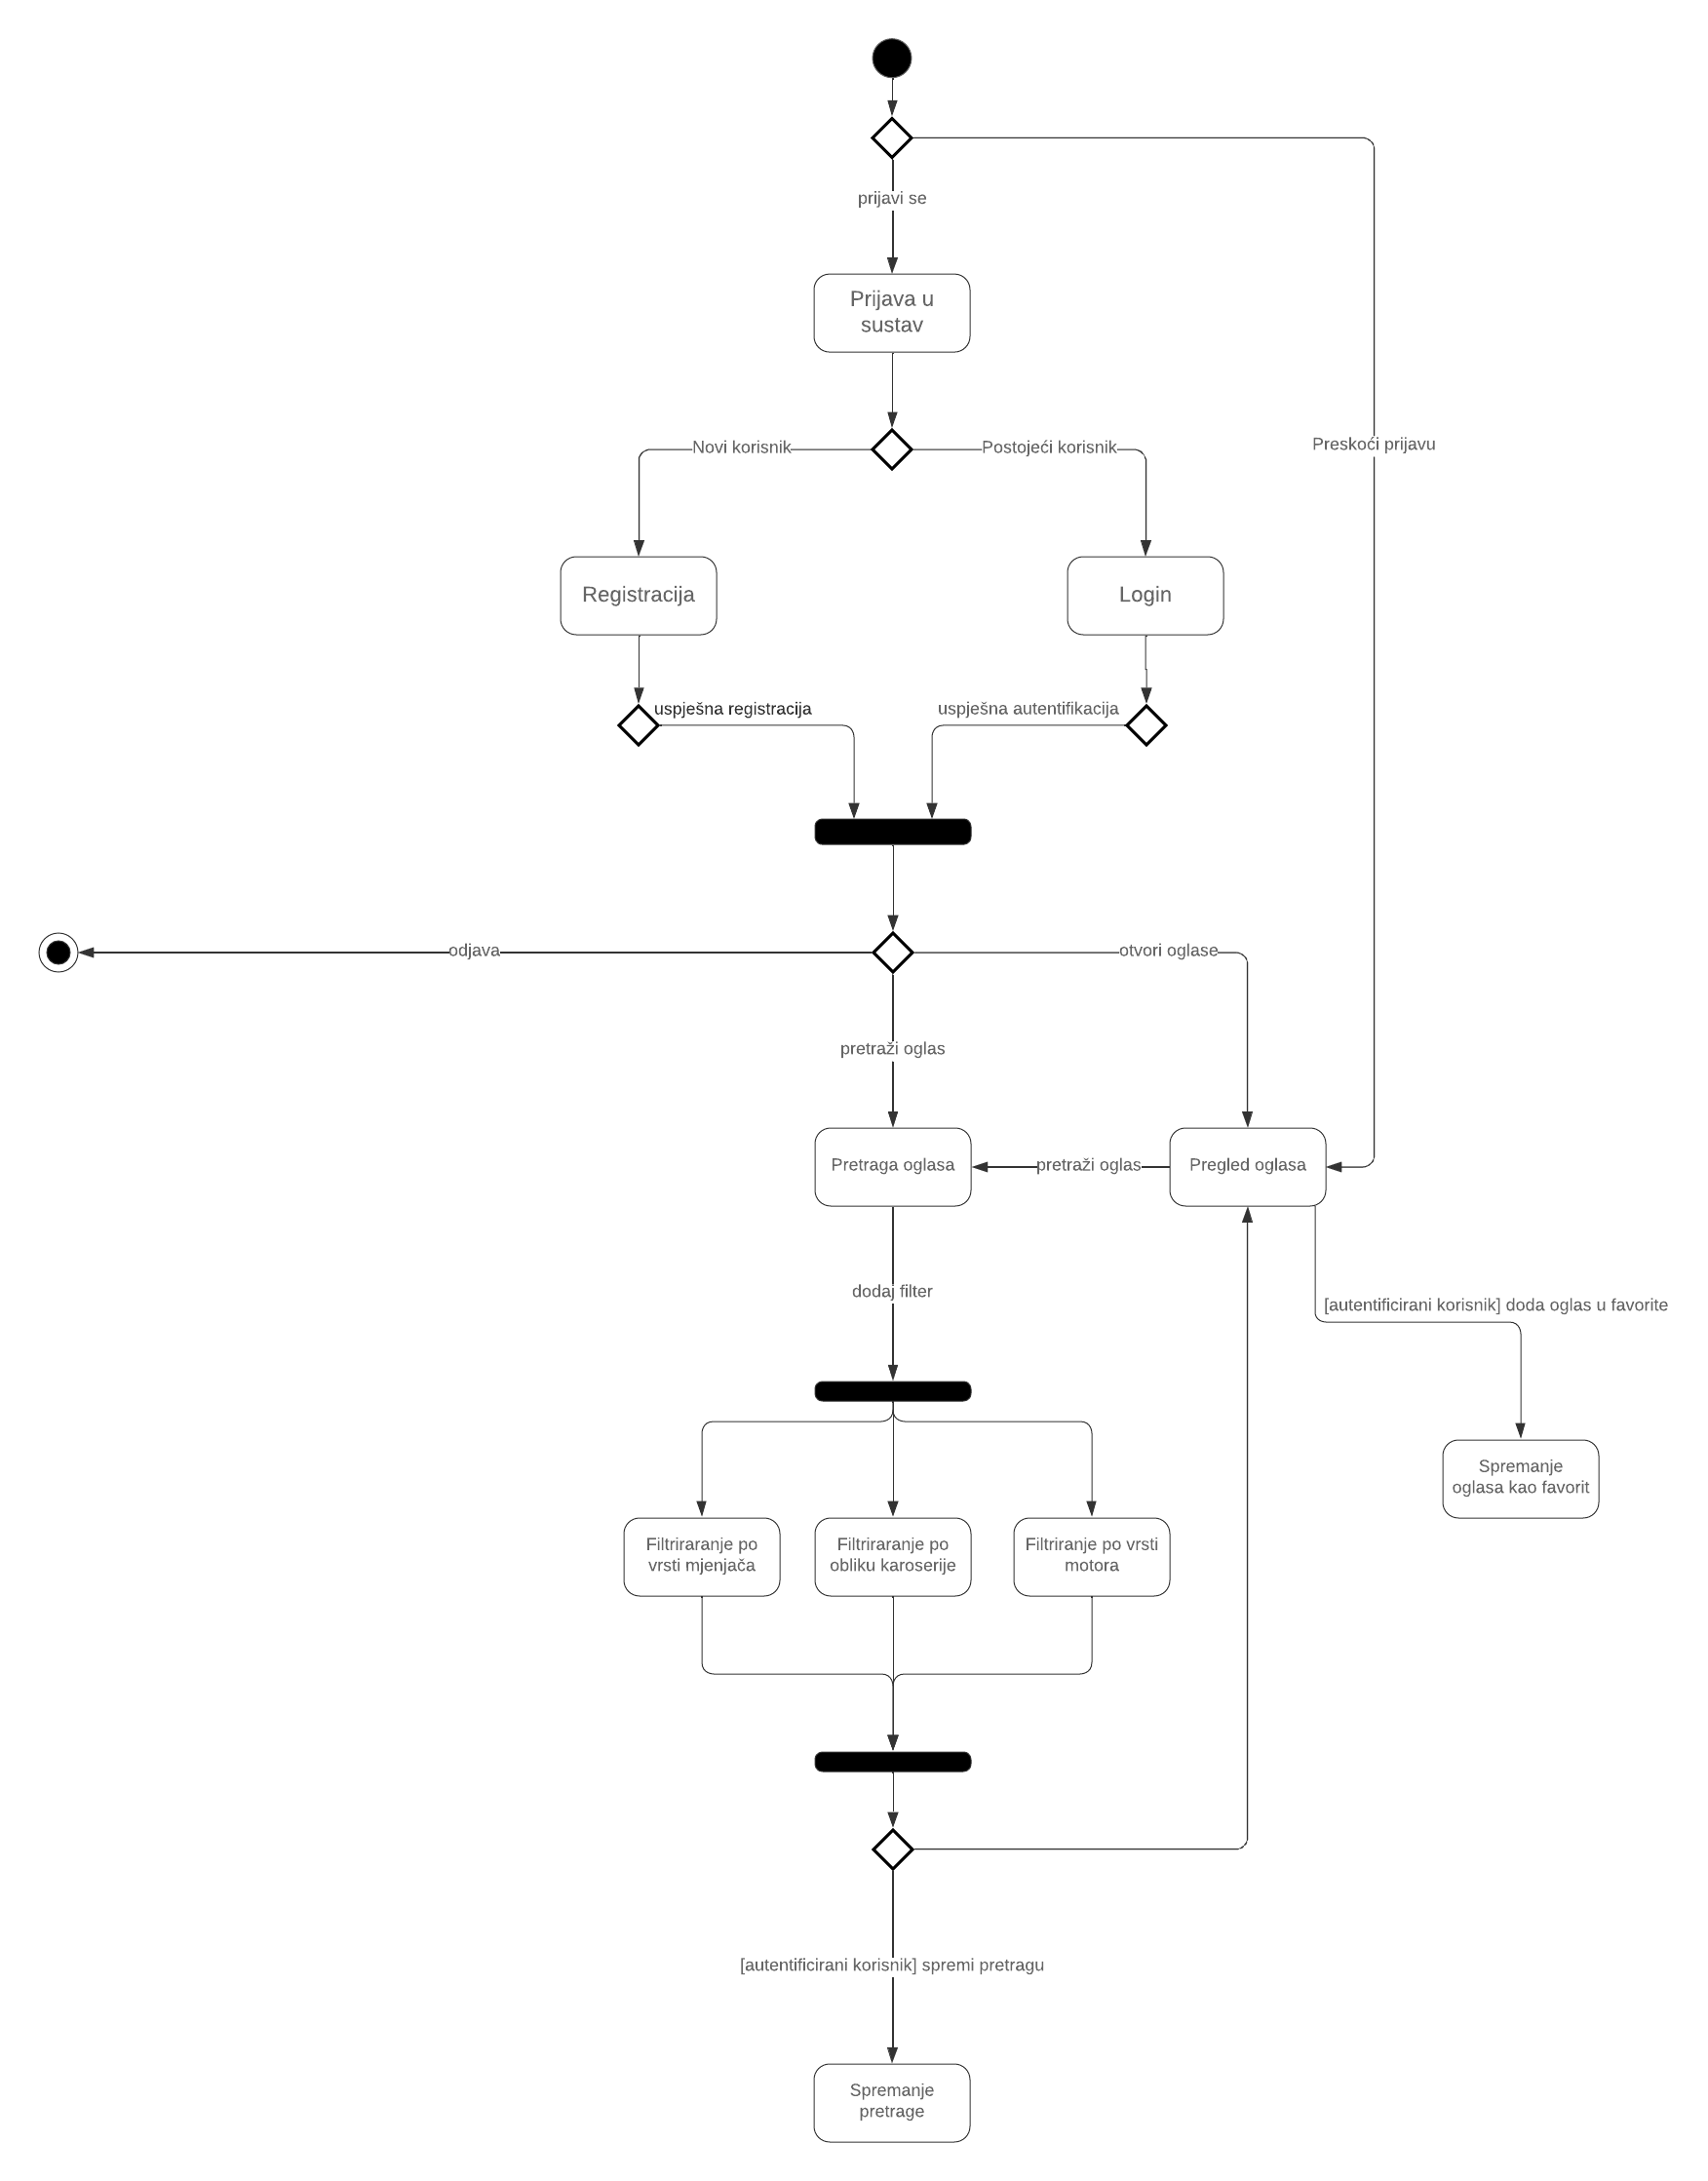 prijavi se
Prijava u
sustav
Preskoći prijavu
Novi korisnik
Postojeći korisnik
Registracija
Login
uspješna registracija
uspješna autentifikacija
odjava
otvori oglase
pretraži oglas
Pretraga oglasa
pretraži oglas
Pregled oglasa
dodaj filter
[autentificirani korisnik] doda oglas u favorite
Spremanje
oglasa kao favorit
Filtriraranje po
vrsti mjenjača
Filtriraranje po
obliku karoserije
Filtriranje po vrsti
motora
[autentificirani korisnik] spremi pretragu
Spremanje
pretrage